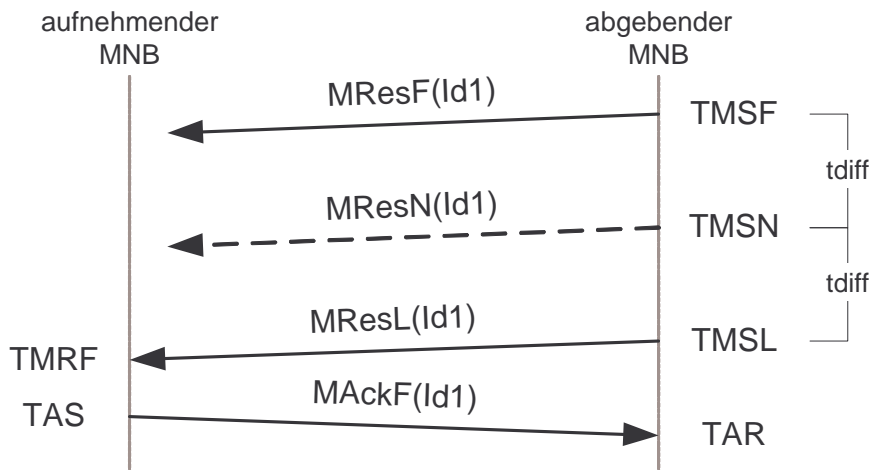 aufnehmender
MNB
abgebender
MNB
MResF(Id1)
TMSF
tdiff
MResN(Id1)
TMSN
tdiff
MResL(Id1)
TMSL
TMRF
MAckF(Id1)
TAS
TAR